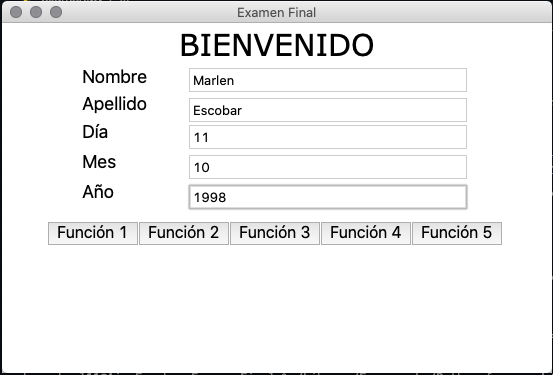 Examen Final
BIENVENIDO
Nombre Marlen
Apellido Escobar
Día 11
Mes 10
Año 1998
Función 1 Función 2 Función 3 Función 4 Función 5